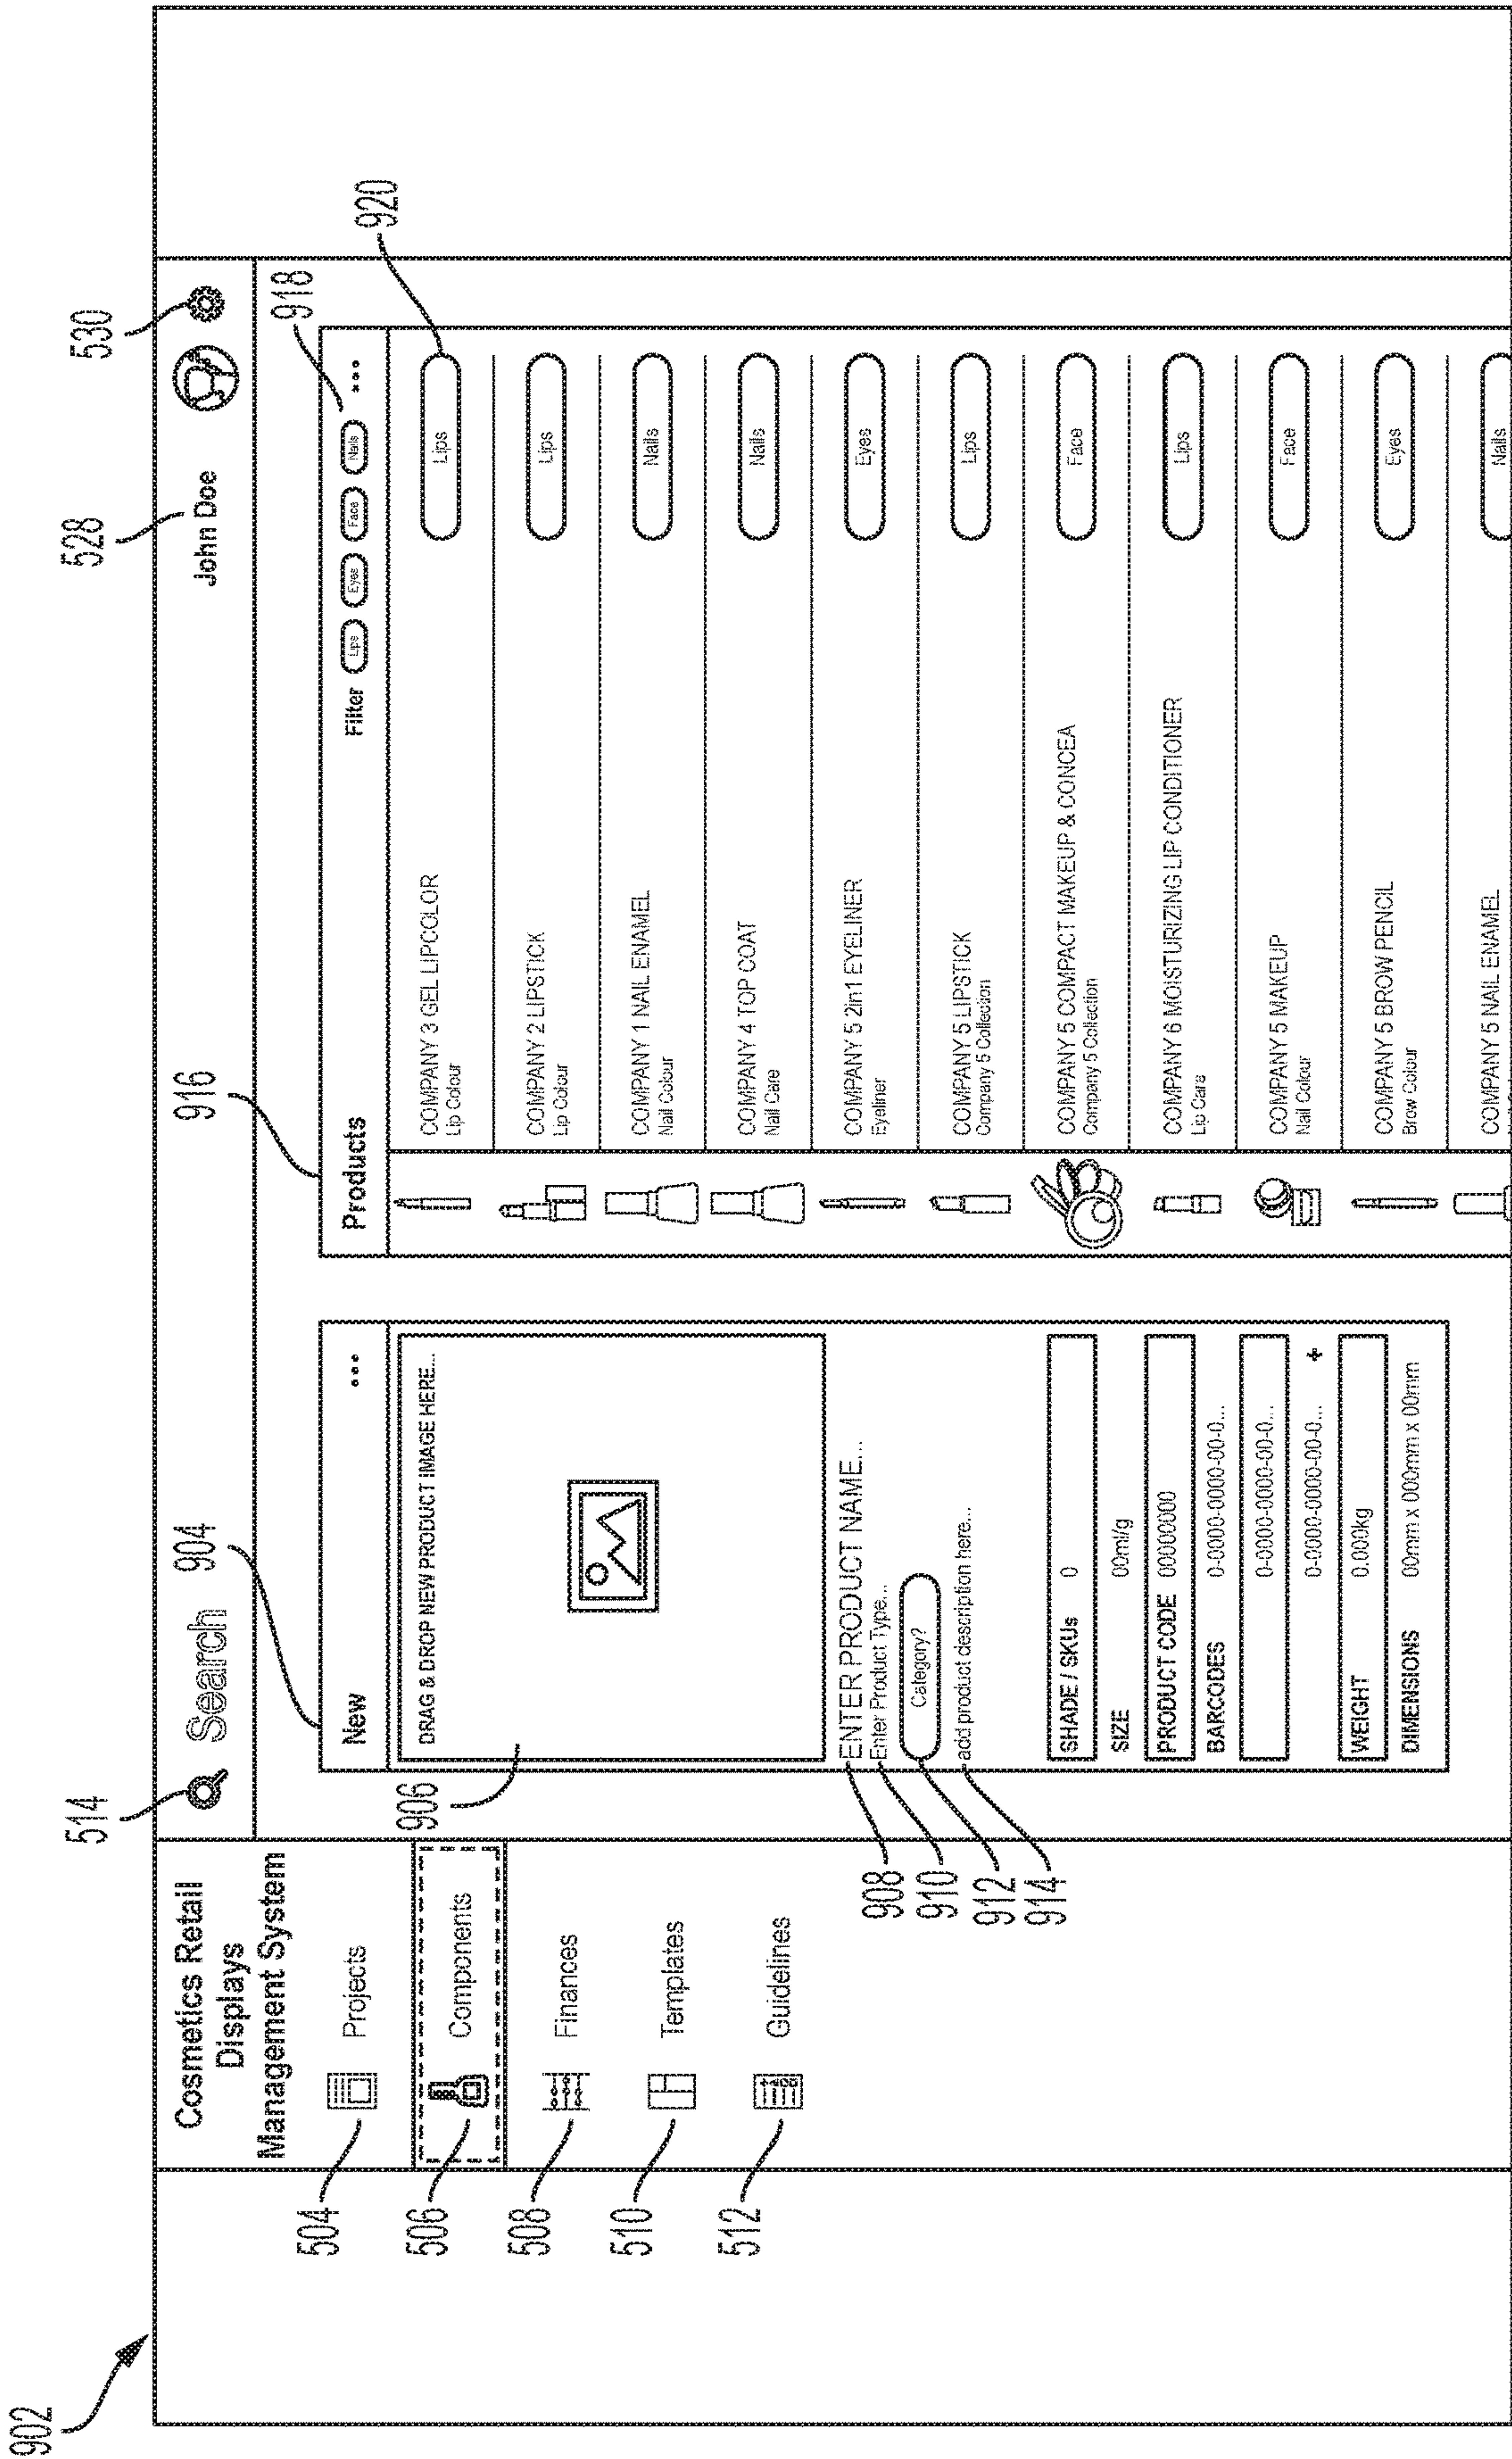 902
514
528
530
Cosmetics Retail
Displays
Management System
Search
John Doe
504
Projects
506
Components
508
Finances
510
Templates
512
Guidelines
904
New
...
906
DRAG & DROP NEW PRODUCT IMAGE HERE...
908
ENTER PRODUCT NAME...
910
Enter Product Type...
912
Category?
914
add product description here...
SHADE / SKUs 0
SIZE 00ml/g
PRODUCT CODE 00000000
BARCODES 0-0000-0000-00-0...
0-0000-0000-00-0...
0-0000-0000-00-0... +
WEIGHT 0.000kg
DIMENSIONS 00mm x 000mm x 00mm
916
918
920
Products
Filter Lips Eyes Face Nails ...
COMPANY 3 GEL LIPCOLOR
Lip Colour
Lips
COMPANY 2 LIPSTICK
Lip Colour
Lips
COMPANY 1 NAIL ENAMEL
Nail Colour
Nails
COMPANY 4 TOP COAT
Nail Care
Nails
COMPANY 5 2in1 EYELINER
Eyeliner
Eyes
COMPANY 5 LIPSTICK
Company 5 Collection
Lips
COMPANY 5 COMPACT MAKEUP & CONCEA
Company 5 Collection
Face
COMPANY 6 MOISTURIZING LIP CONDITIONER
Lip Care
Lips
COMPANY 5 MAKEUP
Nail Colour
Face
COMPANY 5 BROW PENCIL
Brow Colour
Eyes
COMPANY 5 NAIL ENAMEL
Nails